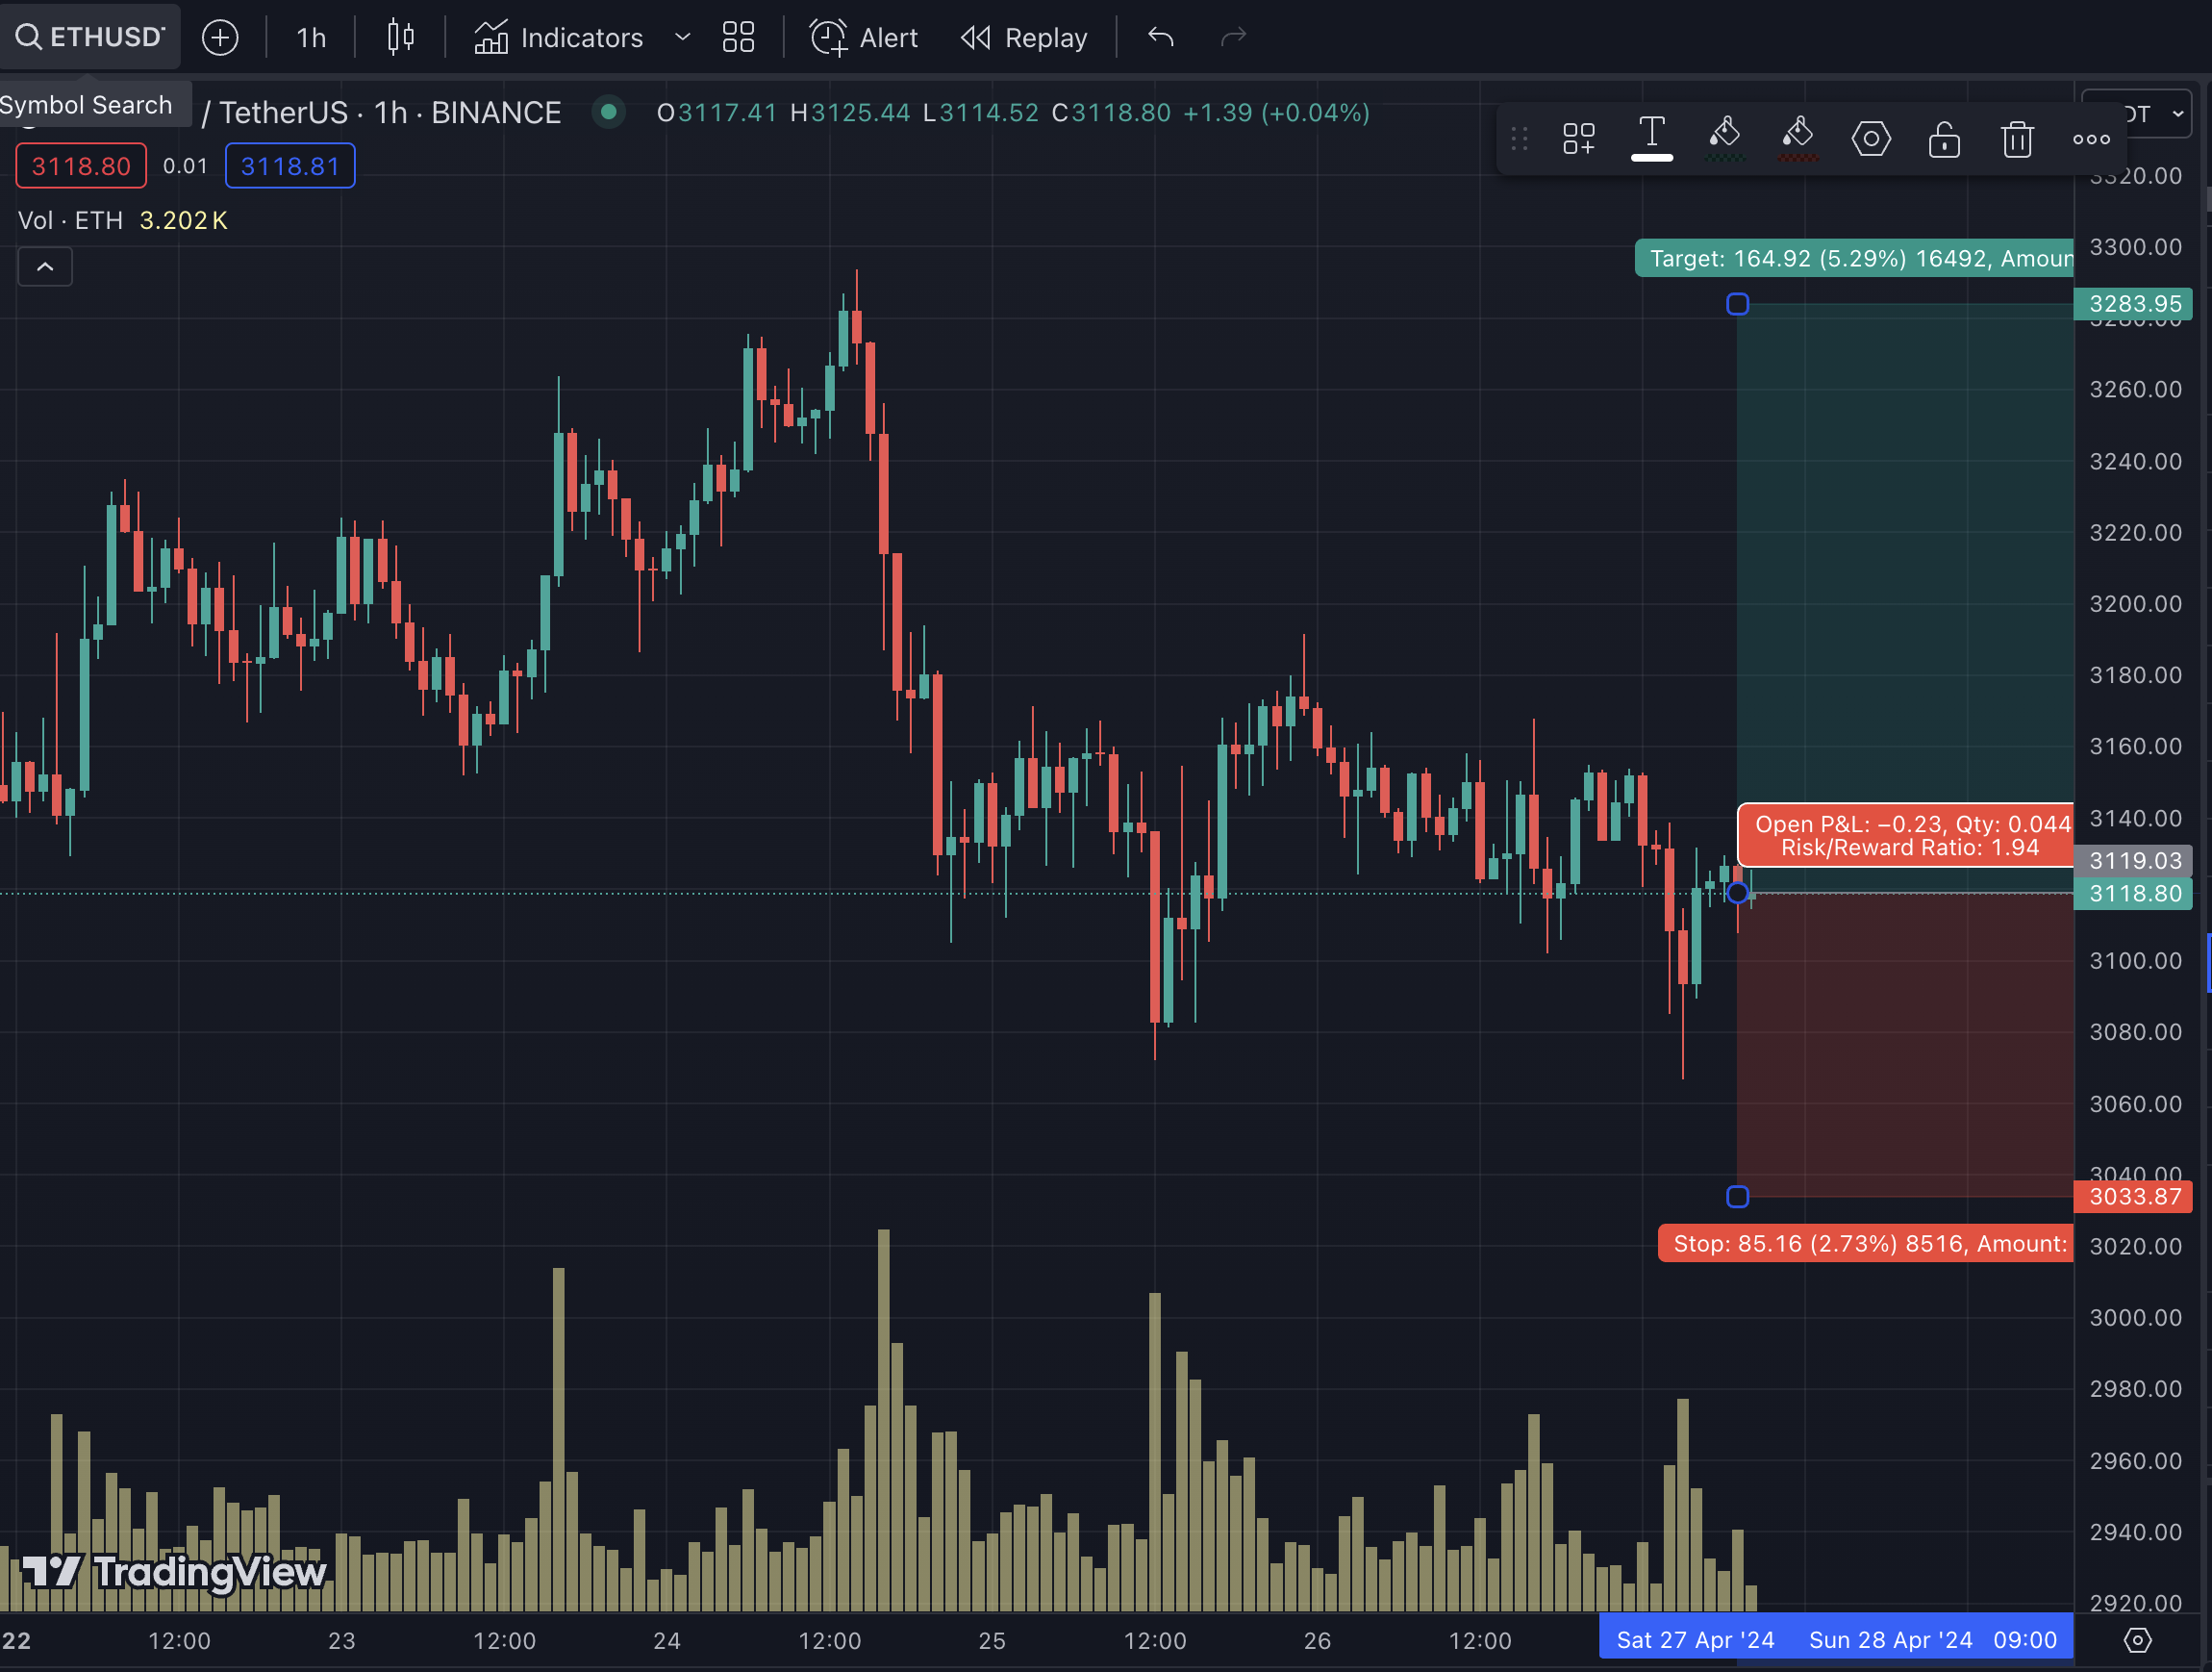 ETHUSDT
1h
Indicators
Alert
Replay
Symbol Search
/ TetherUS · 1h · BINANCE
O3117.41 H3125.44 L3114.52 C3118.80 +1.39 (+0.04%)
DT
3118.80
0.01
3118.81
Vol · ETH 3.202K
3320.00
3300.00
3283.95
3280.00
3260.00
3240.00
3220.00
3200.00
3180.00
3160.00
3140.00
3119.03
3118.80
3100.00
3080.00
3060.00
3040.00
3033.87
3020.00
3000.00
2980.00
2960.00
2940.00
2920.00
Target: 164.92 (5.29%) 16492, Amoun
Open P&L: −0.23, Qty: 0.044
Risk/Reward Ratio: 1.94
Stop: 85.16 (2.73%) 8516, Amount:
TradingView
22
12:00
23
12:00
24
12:00
25
12:00
26
12:00
Sat 27 Apr '24
Sun 28 Apr '24 09:00